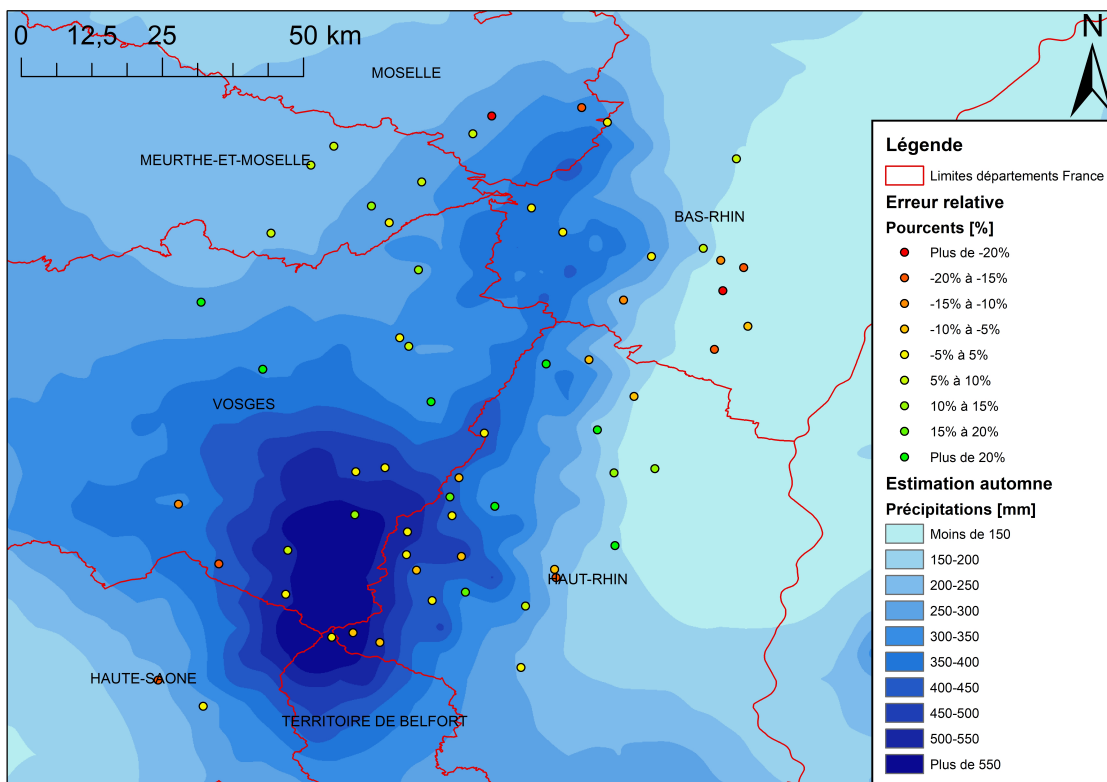 0 12,5 25 50 km
N
MOSELLE
MEURTHE-ET-MOSELLE
BAS-RHIN
VOSGES
HAUT-RHIN
HAUTE-SAONE
TERRITOIRE DE BELFORT
Légende
Limites départements France
Erreur relative
Pourcents [%]
Plus de -20%
-20% à -15%
-15% à -10%
-10% à -5%
-5% à 5%
5% à 10%
10% à 15%
15% à 20%
Plus de 20%
Estimation automne
Précipitations [mm]
Moins de 150
150-200
200-250
250-300
300-350
350-400
400-450
450-500
500-550
Plus de 550